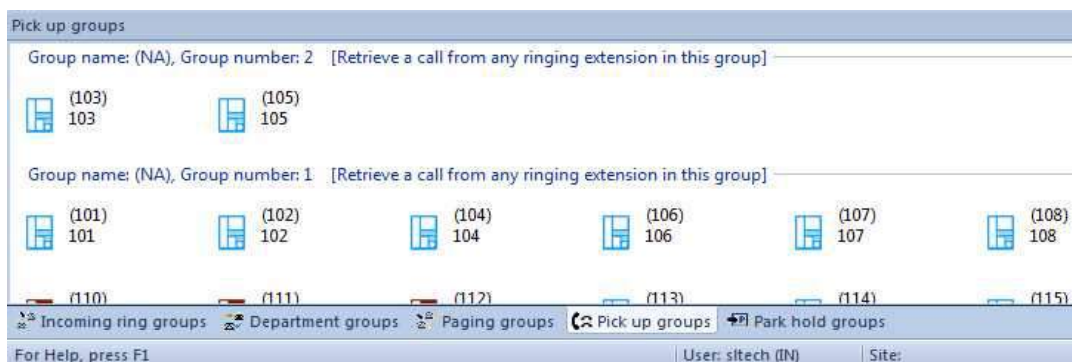 Pick up groups
Group name: (NA), Group number: 2 [Retrieve a call from any ringing extension in this group]
(103) (105)
103 105
Group name: (NA), Group number: 1 [Retrieve a call from any ringing extension in this group]
(101) (102) (104) (106) (107) (108)
101 102 104 106 107 108
(110) (111) (112) (113) (114) (115)
Incoming ring groups Department groups Paging groups Pick up groups Park hold groups
For Help, press F1 User: sltech (IN) Site: